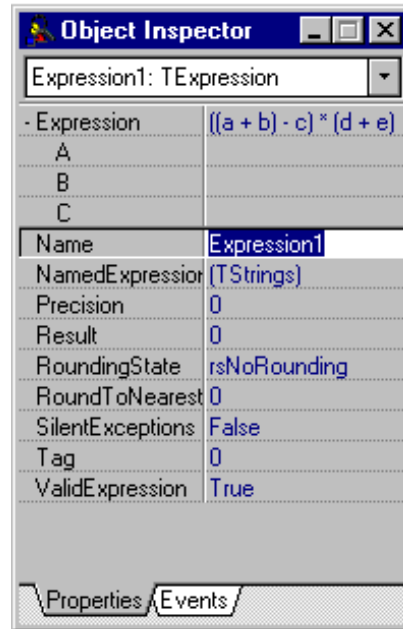 Object Inspector
Expression1: TExpression
- Expression ((a + b) - c) * (d + e)
A
B
C
Name Expression1
NamedExpression (TStrings)
Precision 0
Result 0
RoundingState rsNoRounding
RoundToNearest 0
SilentExceptions False
Tag 0
ValidExpression True
Properties Events